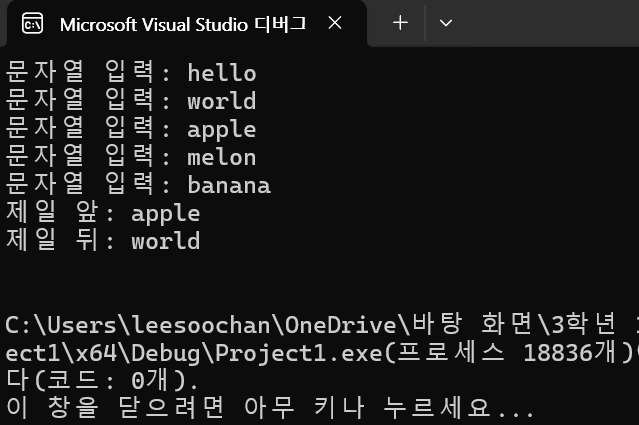 Microsoft Visual Studio 디버그
문자열 입력: hello
문자열 입력: world
문자열 입력: apple
문자열 입력: melon
문자열 입력: banana
제일 앞: apple
제일 뒤: world
C:\Users\leesoochan\OneDrive\바탕 화면\3학년
ect1\x64\Debug\Project1.exe(프로세스 18836개)
다(코드: 0개).
이 창을 닫으려면 아무 키나 누르세요...